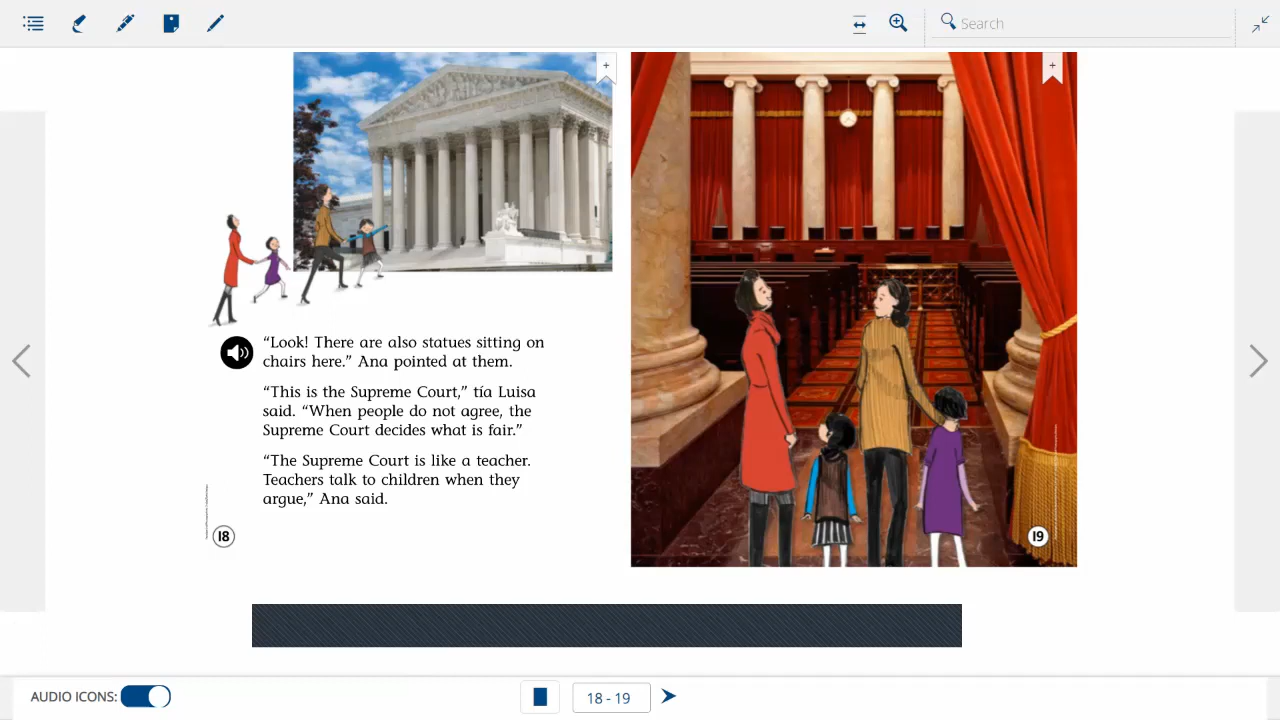 Search
“Look! There are also statues sitting on
chairs here.” Ana pointed at them.
“This is the Supreme Court,” tía Luisa
said. “When people do not agree, the
Supreme Court decides what is fair.”
“The Supreme Court is like a teacher.
Teachers talk to children when they
argue,” Ana said.
18
19
AUDIO ICONS:
18 - 19